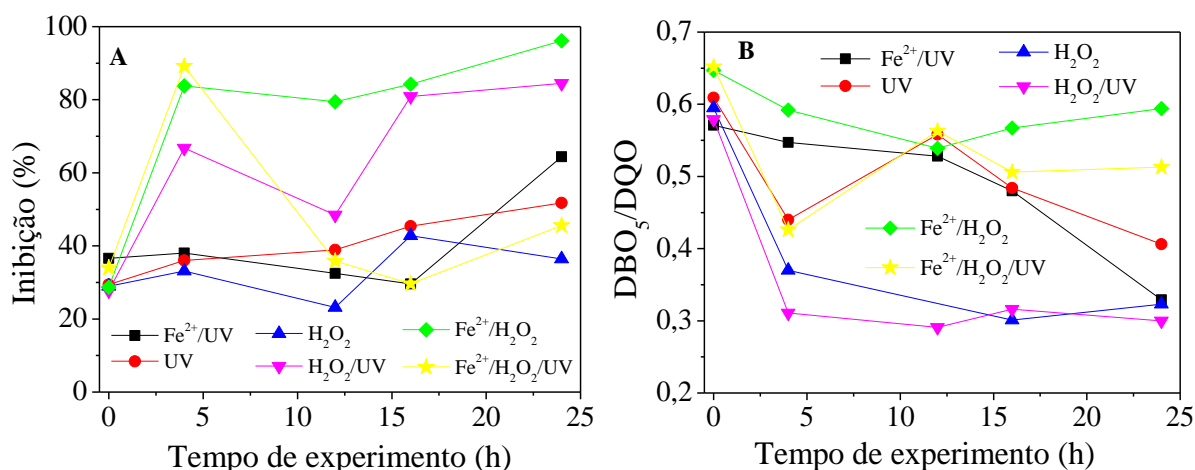 100
80
60
40
20
0
Inibição (%)
A
Fe²⁺/UV
UV
H₂O₂
H₂O₂/UV
Fe²⁺/H₂O₂
Fe²⁺/H₂O₂/UV
0 5 10 15 20 25
Tempo de experimento (h)
0,7
0,6
0,5
0,4
0,3
0,2
DBO₅/DQO
B
Fe²⁺/UV
UV
H₂O₂
H₂O₂/UV
Fe²⁺/H₂O₂
Fe²⁺/H₂O₂/UV
0 5 10 15 20 25
Tempo de experimento (h)